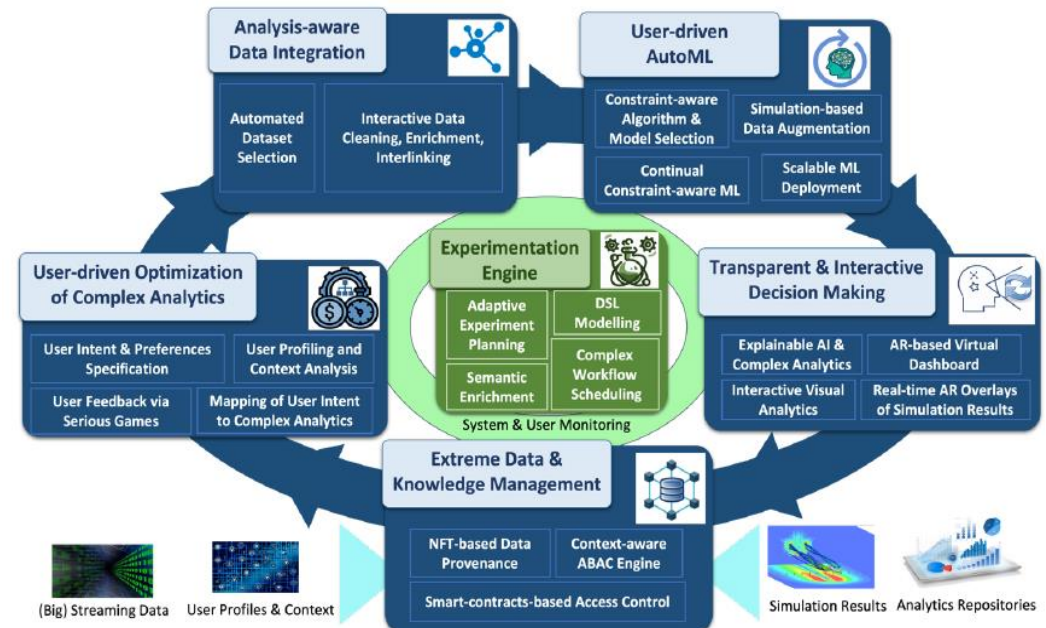 Analysis-aware
Data Integration
Automated
Dataset
Selection
Interactive Data
Cleaning, Enrichment,
Interlinking
User-driven
AutoML
Constraint-aware
Algorithm &
Model Selection
Simulation-based
Data Augmentation
Continual
Constraint-aware ML
Scalable ML
Deployment
User-driven Optimization
of Complex Analytics
User Intent & Preferences
Specification
User Profiling and
Context Analysis
User Feedback via
Serious Games
Mapping of User Intent
to Complex Analytics
Experimentation
Engine
Adaptive
Experiment
Planning
DSL
Modelling
Semantic
Enrichment
Complex
Workflow
Scheduling
System & User Monitoring
Transparent & Interactive
Decision Making
Explainable AI &
Complex Analytics
AR-based Virtual
Dashboard
Interactive Visual
Analytics
Real-time AR Overlays
of Simulation Results
Extreme Data &
Knowledge Management
NFT-based Data
Provenance
Context-aware
ABAC Engine
Smart-contracts-based Access Control
(Big) Streaming Data
User Profiles & Context
Simulation Results
Analytics Repositories